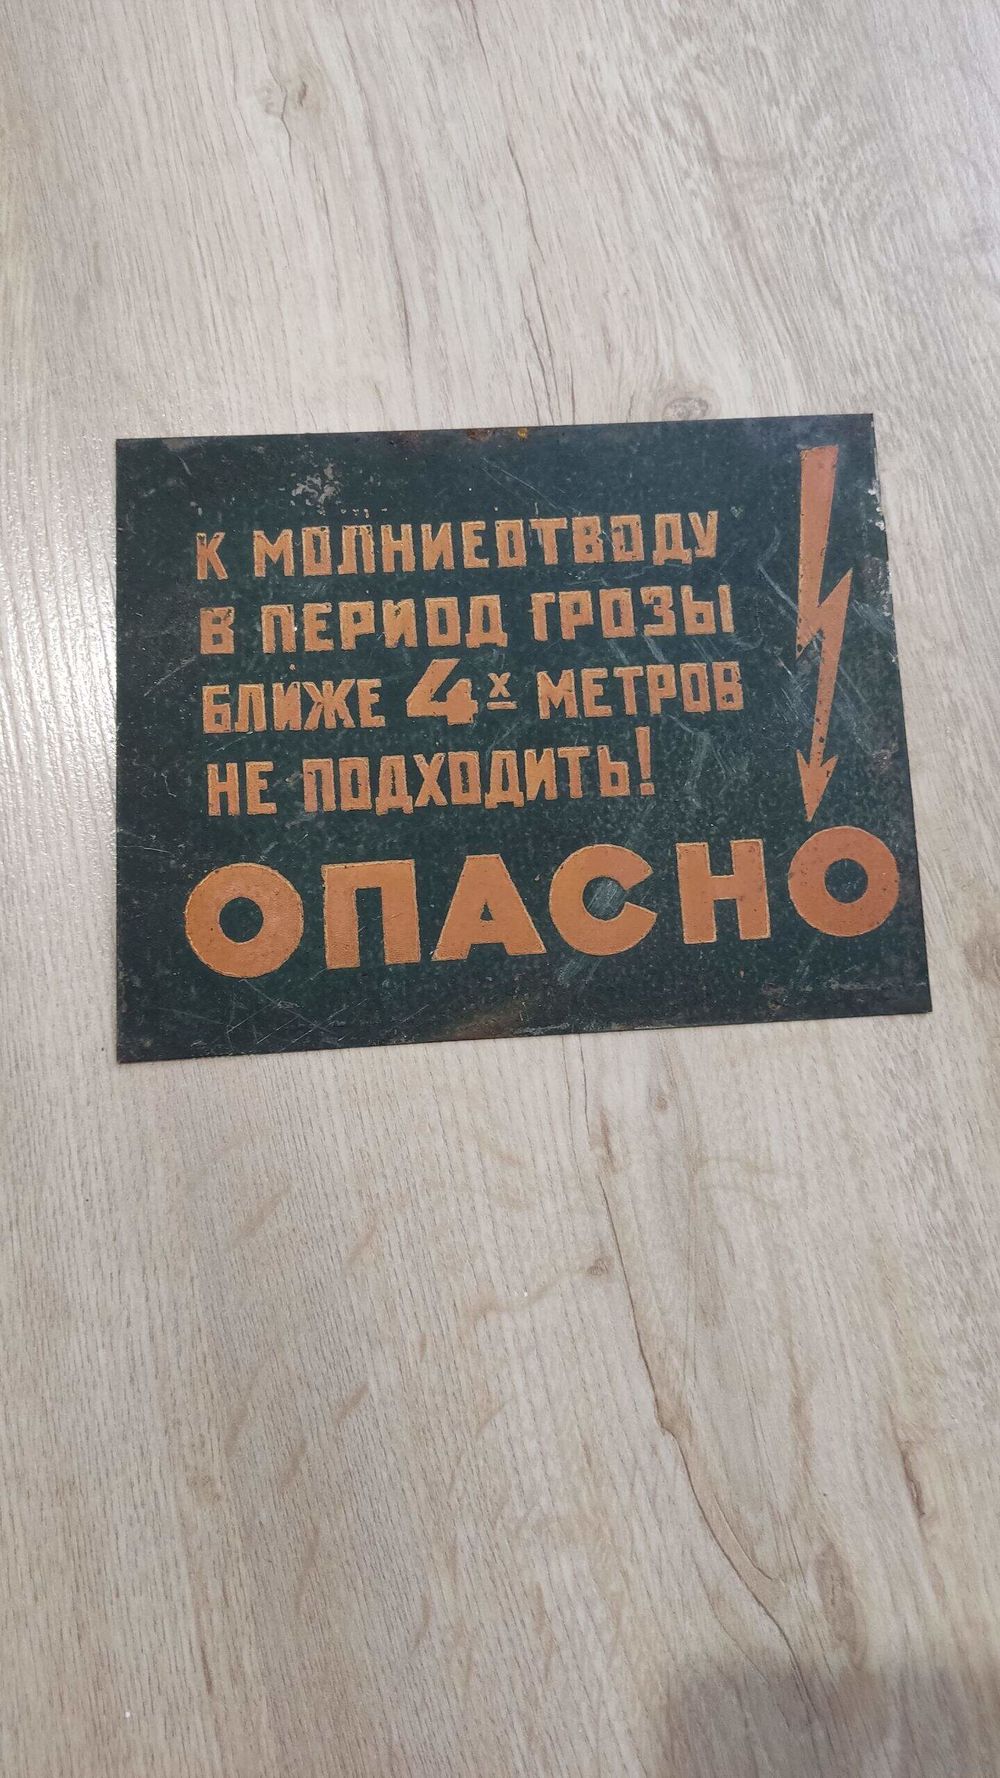 К МОЛНИЕОТВОДУ
В ПЕРИОД ГРОЗЫ
БЛИЖЕ 4х МЕТРОВ
НЕ ПОДХОДИТЬ!
ОПАСНО